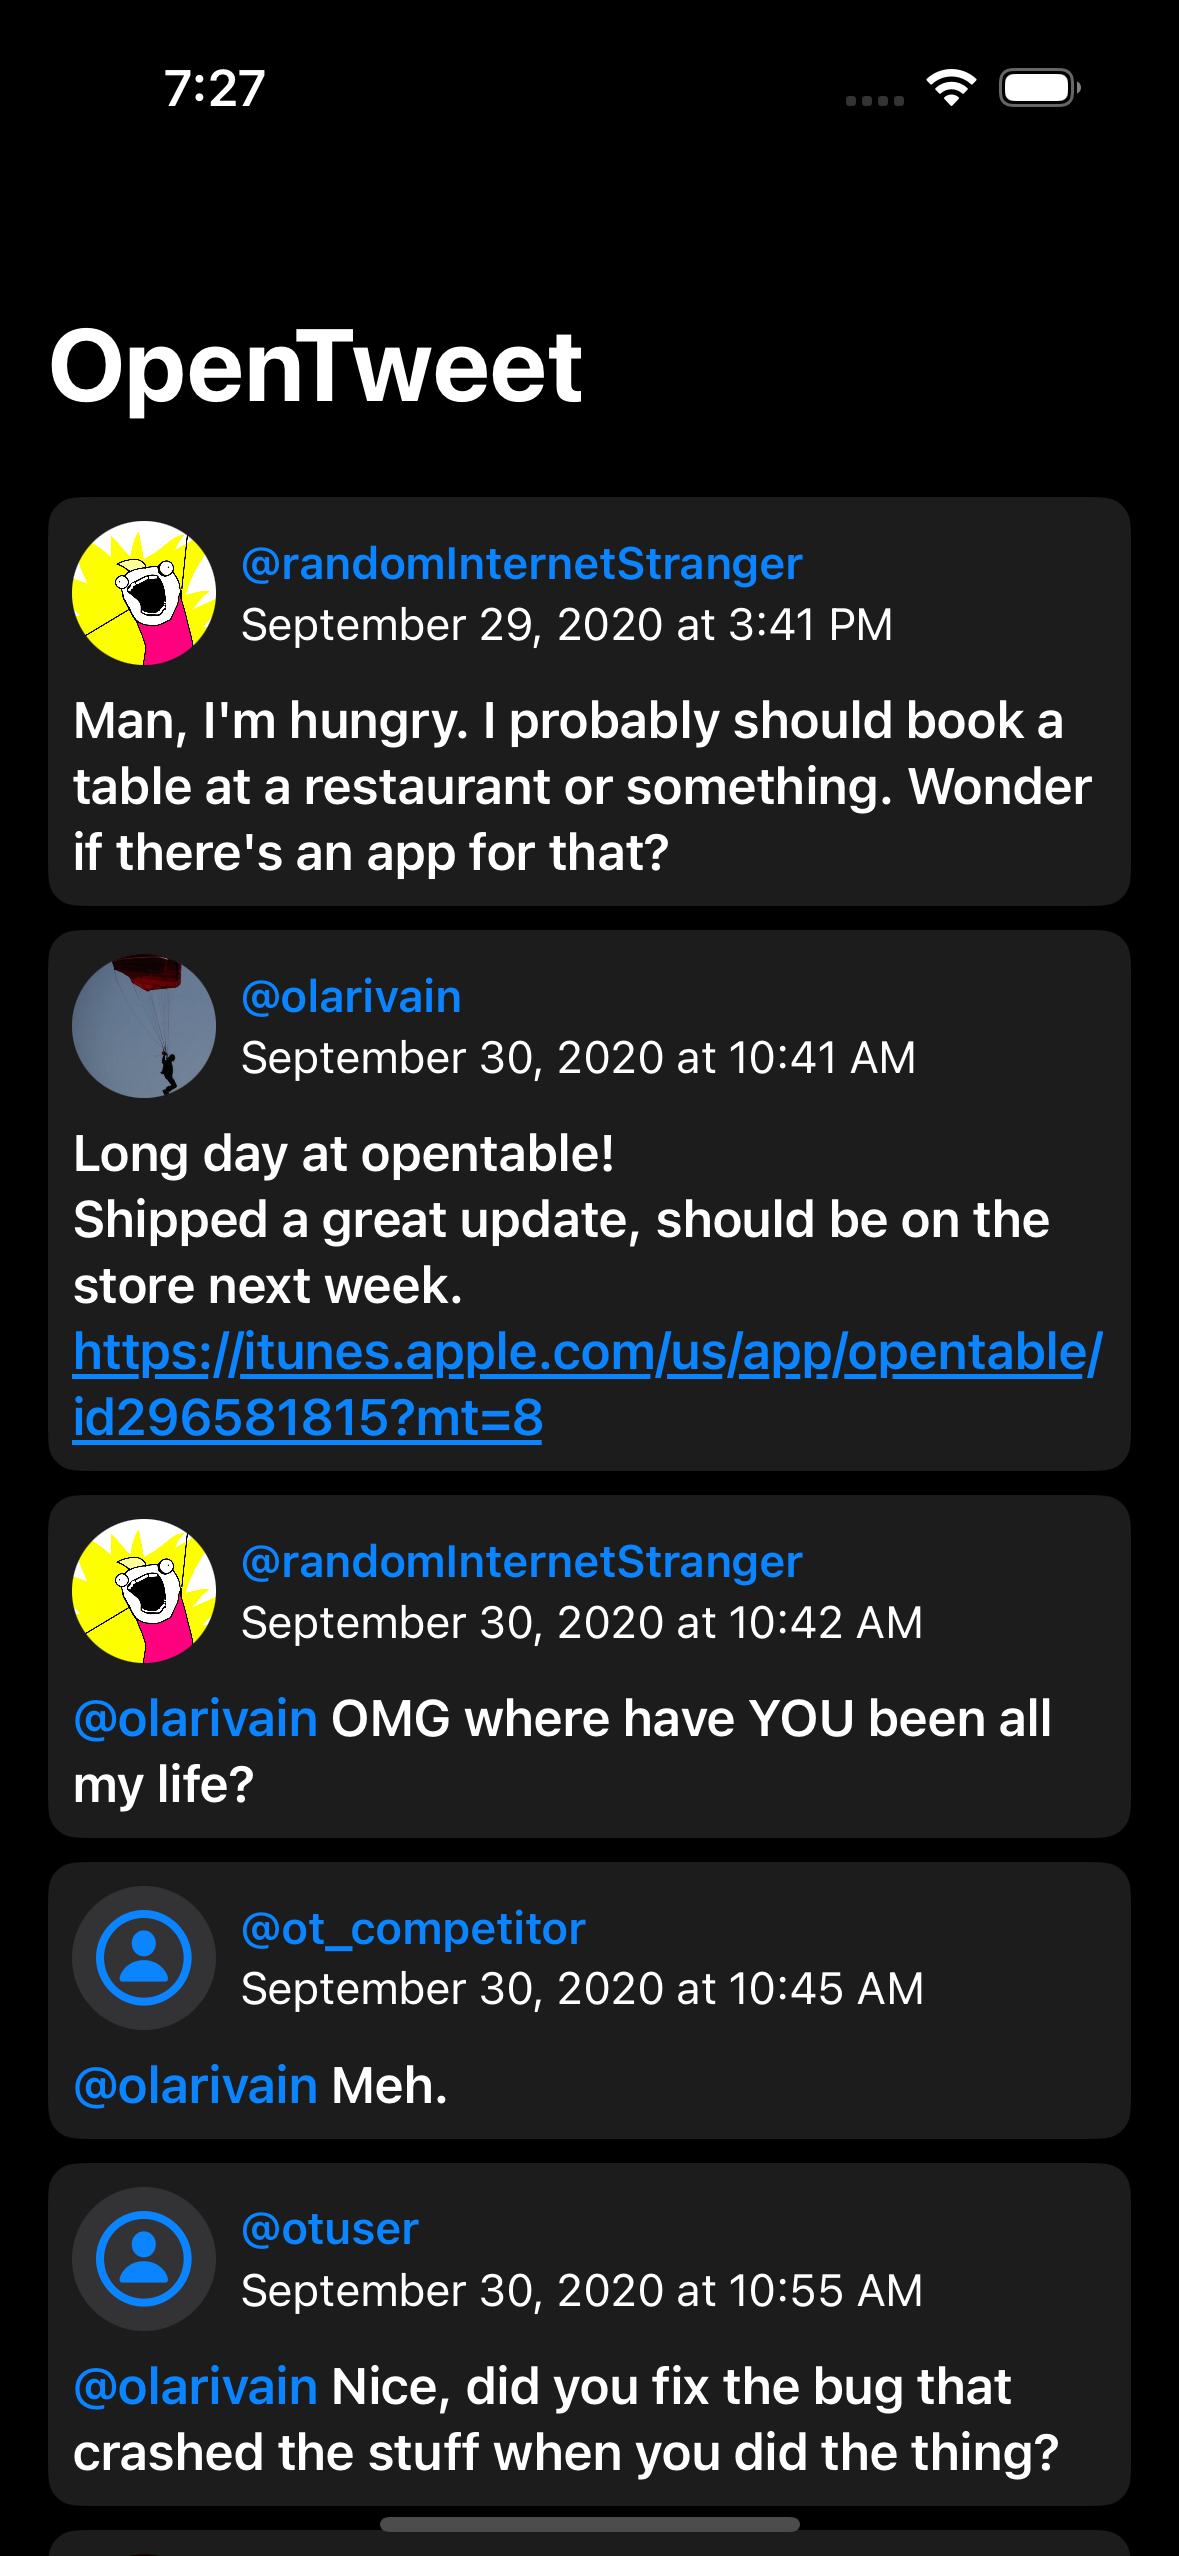 7:27
OpenTweet
@randomInternetStranger
September 29, 2020 at 3:41 PM
Man, I'm hungry. I probably should book a
table at a restaurant or something. Wonder
if there's an app for that?
@olarivain
September 30, 2020 at 10:41 AM
Long day at opentable!
Shipped a great update, should be on the
store next week.
https://itunes.apple.com/us/app/opentable/
id296581815?mt=8
@randomInternetStranger
September 30, 2020 at 10:42 AM
@olarivain OMG where have YOU been all
my life?
@ot_competitor
September 30, 2020 at 10:45 AM
@olarivain Meh.
@otuser
September 30, 2020 at 10:55 AM
@olarivain Nice, did you fix the bug that
crashed the stuff when you did the thing?